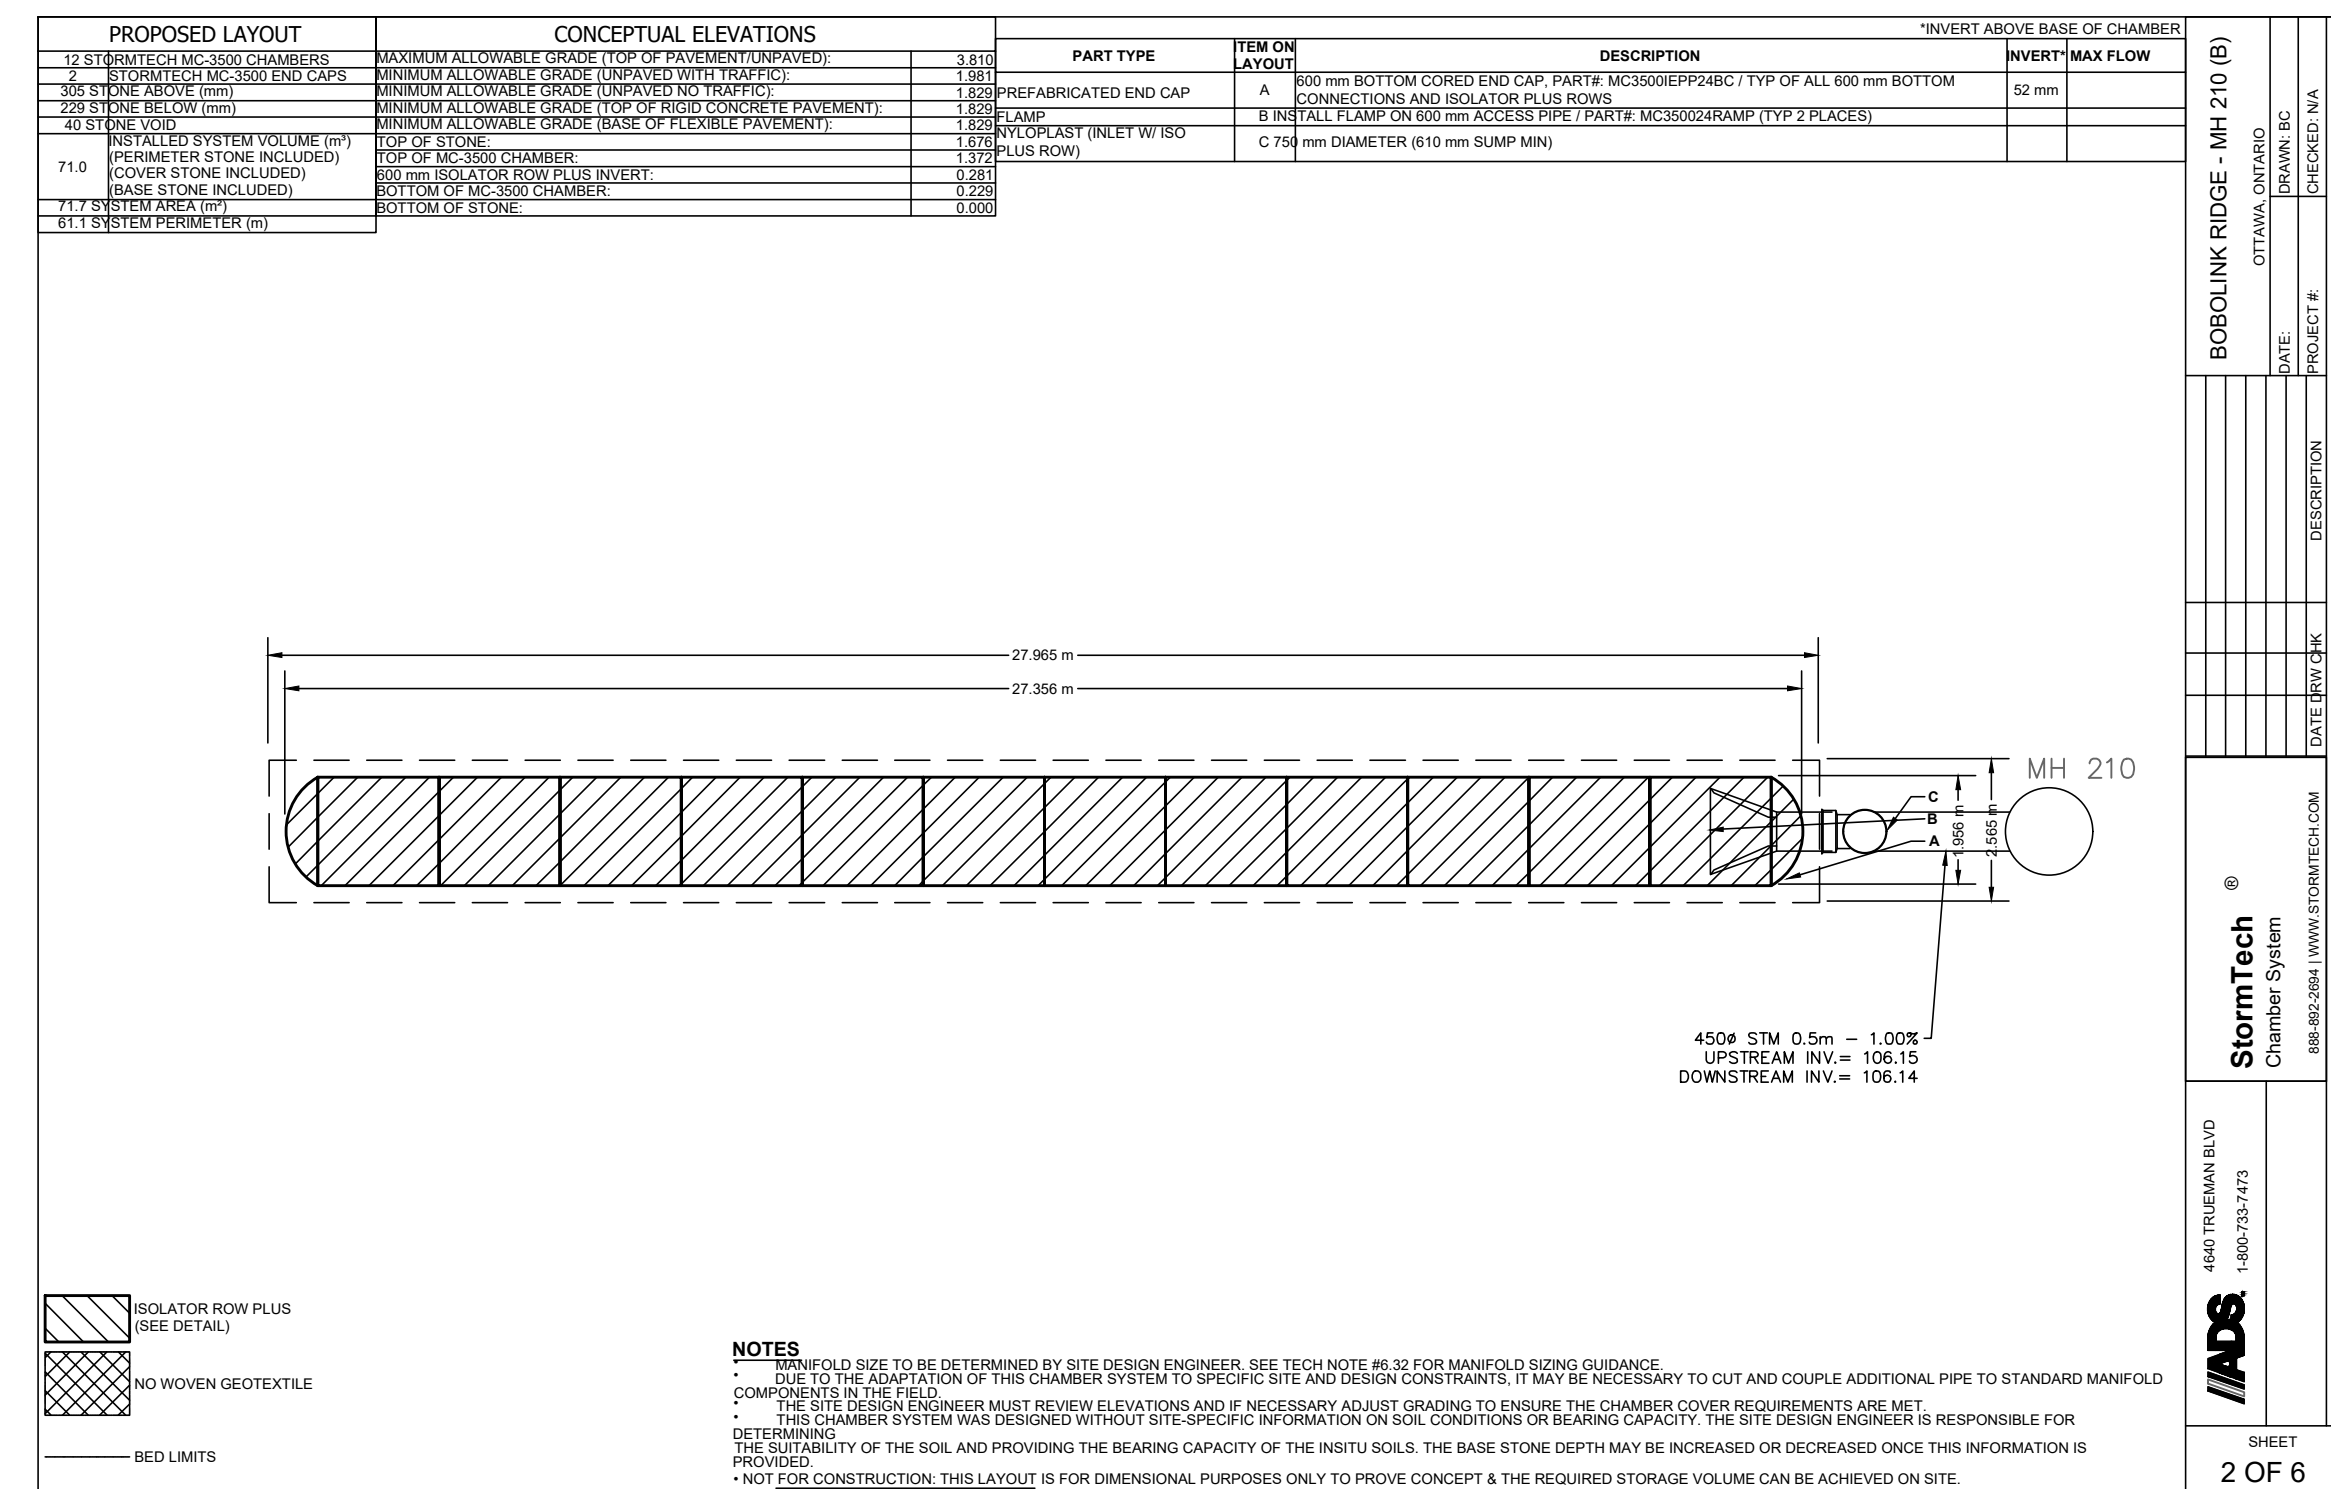 PROPOSED LAYOUT
12 STORMTECH MC-3500 CHAMBERS
2 STORMTECH MC-3500 END CAPS
305 STONE ABOVE (mm)
229 STONE BELOW (mm)
40 STONE VOID
71.0
INSTALLED SYSTEM VOLUME (m³)
(PERIMETER STONE INCLUDED)
(COVER STONE INCLUDED)
(BASE STONE INCLUDED)
71.7 SYSTEM AREA (m²)
61.1 SYSTEM PERIMETER (m)
CONCEPTUAL ELEVATIONS
MAXIMUM ALLOWABLE GRADE (TOP OF PAVEMENT/UNPAVED): 3.810
MINIMUM ALLOWABLE GRADE (UNPAVED WITH TRAFFIC): 1.981
MINIMUM ALLOWABLE GRADE (UNPAVED NO TRAFFIC): 1.829
MINIMUM ALLOWABLE GRADE (TOP OF RIGID CONCRETE PAVEMENT): 1.829
MINIMUM ALLOWABLE GRADE (BASE OF FLEXIBLE PAVEMENT): 1.829
TOP OF STONE: 1.676
TOP OF MC-3500 CHAMBER: 1.372
600 mm ISOLATOR ROW PLUS INVERT: 0.281
BOTTOM OF MC-3500 CHAMBER: 0.229
BOTTOM OF STONE: 0.000
*INVERT ABOVE BASE OF CHAMBER
PART TYPE
ITEM ON
LAYOUT
DESCRIPTION
INVERT*
MAX FLOW
PREFABRICATED END CAP
A
600 mm BOTTOM CORED END CAP, PART#: MC3500IEPP24BC / TYP OF ALL 600 mm BOTTOM
CONNECTIONS AND ISOLATOR PLUS ROWS
52 mm
FLAMP
B INSTALL FLAMP ON 600 mm ACCESS PIPE / PART#: MC350024RAMP (TYP 2 PLACES)
NYLOPLAST (INLET W/ ISO
PLUS ROW)
C 750 mm DIAMETER (610 mm SUMP MIN)
27.965 m
27.356 m
MH 210
C
B
A
1.956 m
2.565 m
450ø STM 0.5m – 1.00%
UPSTREAM INV.= 106.15
DOWNSTREAM INV.= 106.14
ISOLATOR ROW PLUS
(SEE DETAIL)
NO WOVEN GEOTEXTILE
BED LIMITS
NOTES
• MANIFOLD SIZE TO BE DETERMINED BY SITE DESIGN ENGINEER. SEE TECH NOTE #6.32 FOR MANIFOLD SIZING GUIDANCE.
• DUE TO THE ADAPTATION OF THIS CHAMBER SYSTEM TO SPECIFIC SITE AND DESIGN CONSTRAINTS, IT MAY BE NECESSARY TO CUT AND COUPLE ADDITIONAL PIPE TO STANDARD MANIFOLD
COMPONENTS IN THE FIELD.
• THE SITE DESIGN ENGINEER MUST REVIEW ELEVATIONS AND IF NECESSARY ADJUST GRADING TO ENSURE THE CHAMBER COVER REQUIREMENTS ARE MET.
• THIS CHAMBER SYSTEM WAS DESIGNED WITHOUT SITE-SPECIFIC INFORMATION ON SOIL CONDITIONS OR BEARING CAPACITY. THE SITE DESIGN ENGINEER IS RESPONSIBLE FOR
DETERMINING
THE SUITABILITY OF THE SOIL AND PROVIDING THE BEARING CAPACITY OF THE INSITU SOILS. THE BASE STONE DEPTH MAY BE INCREASED OR DECREASED ONCE THIS INFORMATION IS
PROVIDED.
• NOT FOR CONSTRUCTION: THIS LAYOUT IS FOR DIMENSIONAL PURPOSES ONLY TO PROVE CONCEPT & THE REQUIRED STORAGE VOLUME CAN BE ACHIEVED ON SITE.
BOBOLINK RIDGE - MH 210 (B)
OTTAWA, ONTARIO
DATE:
DRAWN: BC
PROJECT #:
CHECKED: N/A
DESCRIPTION
DATE DRW CHK
StormTech®
Chamber System
888-892-2694 | WWW.STORMTECH.COM
4640 TRUEMAN BLVD
1-800-733-7473
ADS
SHEET
2 OF 6